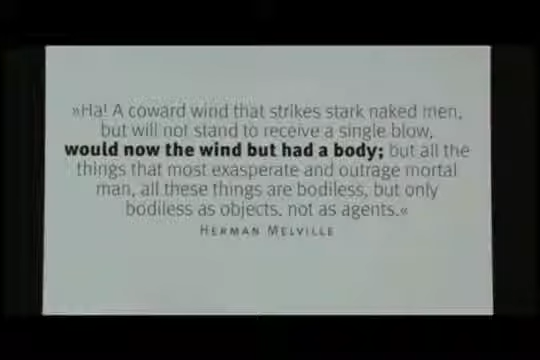 »Ha! A coward wind that strikes stark naked men,
but will not stand to receive a single blow,
would now the wind but had a body; but all the
things that most exasperate and outrage mortal
man, all these things are bodiless, but only
bodiless as objects, not as agents.«
HERMAN MELVILLE